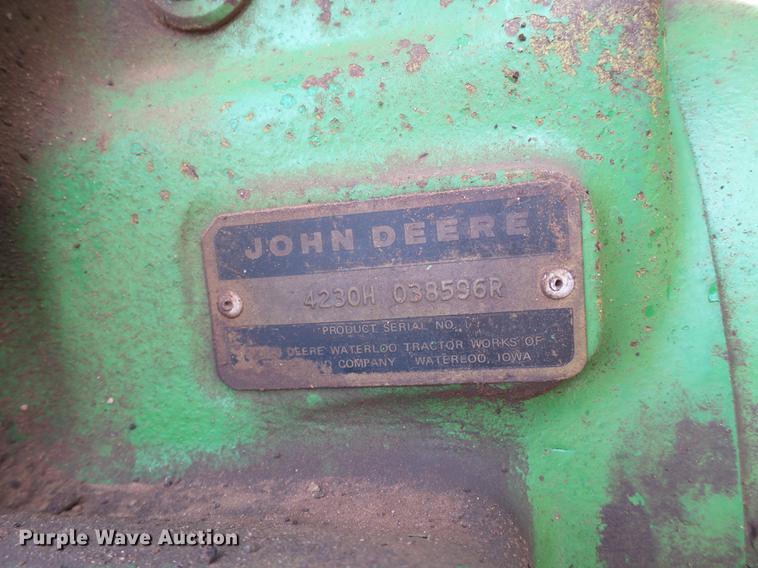 JOHN DEERE
4230H 038596R
PRODUCT SERIAL NO.
DEERE WATERLOO TRACTOR WORKS OF
COMPANY WATERLOO, IOWA
Purple Wave Auction